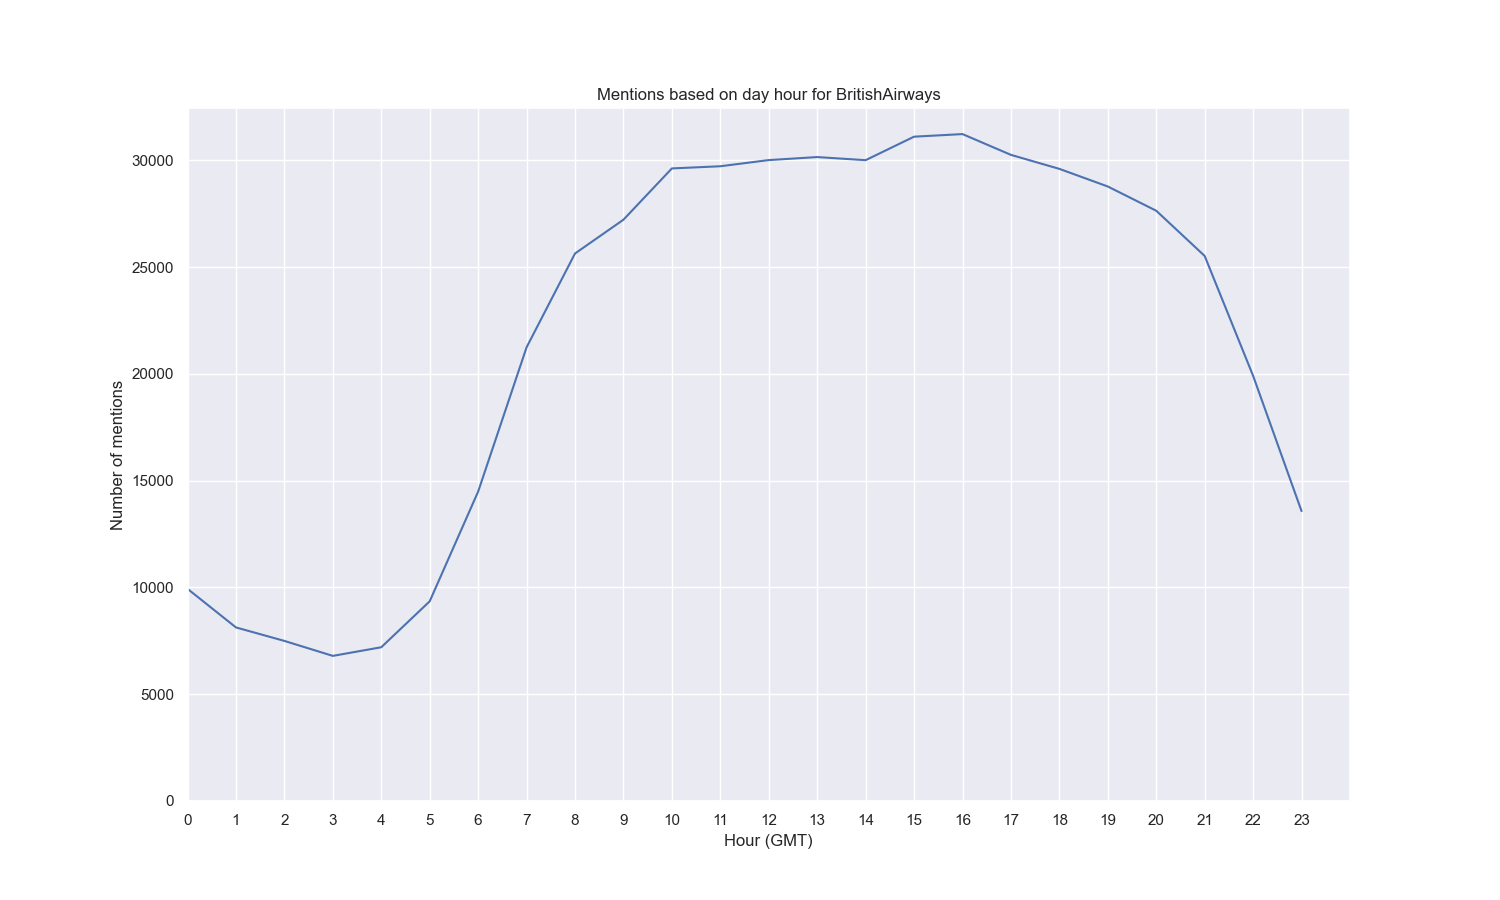 Mentions based on day hour for BritishAirways
30000
25000
20000
15000
10000
5000
0
Number of mentions
0 1 2 3 4 5 6 7 8 9 10 11 12 13 14 15 16 17 18 19 20 21 22 23
Hour (GMT)